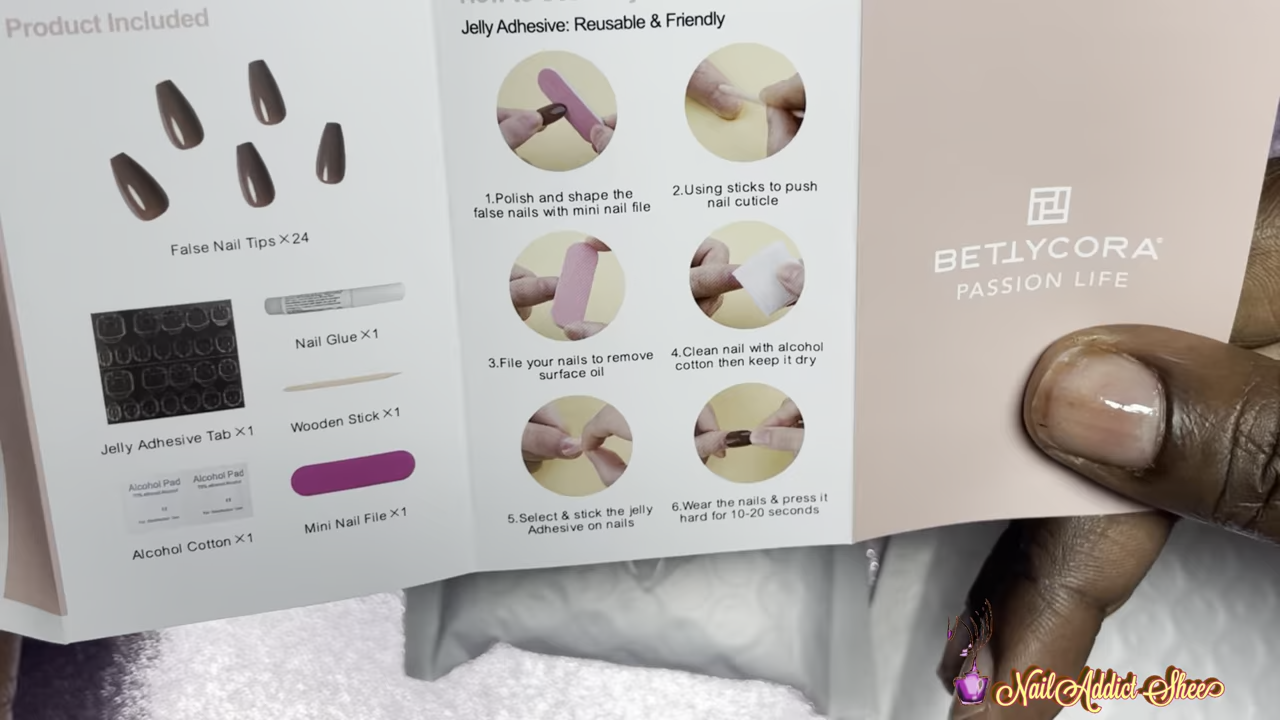 Product Included
False Nail Tips×24
Nail Glue×1
Jelly Adhesive Tab×1
Wooden Stick×1
Alcohol Pad
Alcohol Pad
Alcohol Cotton×1
Mini Nail File×1
Jelly Adhesive: Reusable & Friendly
1.Polish and shape the
false nails with mini nail file
2.Using sticks to push
nail cuticle
3.File your nails to remove
surface oil
4.Clean nail with alcohol
cotton then keep it dry
5.Select & stick the jelly
Adhesive on nails
6.Wear the nails & press it
hard for 10-20 seconds
BETLYCORA
PASSION LIFE
Nail Addict Shee